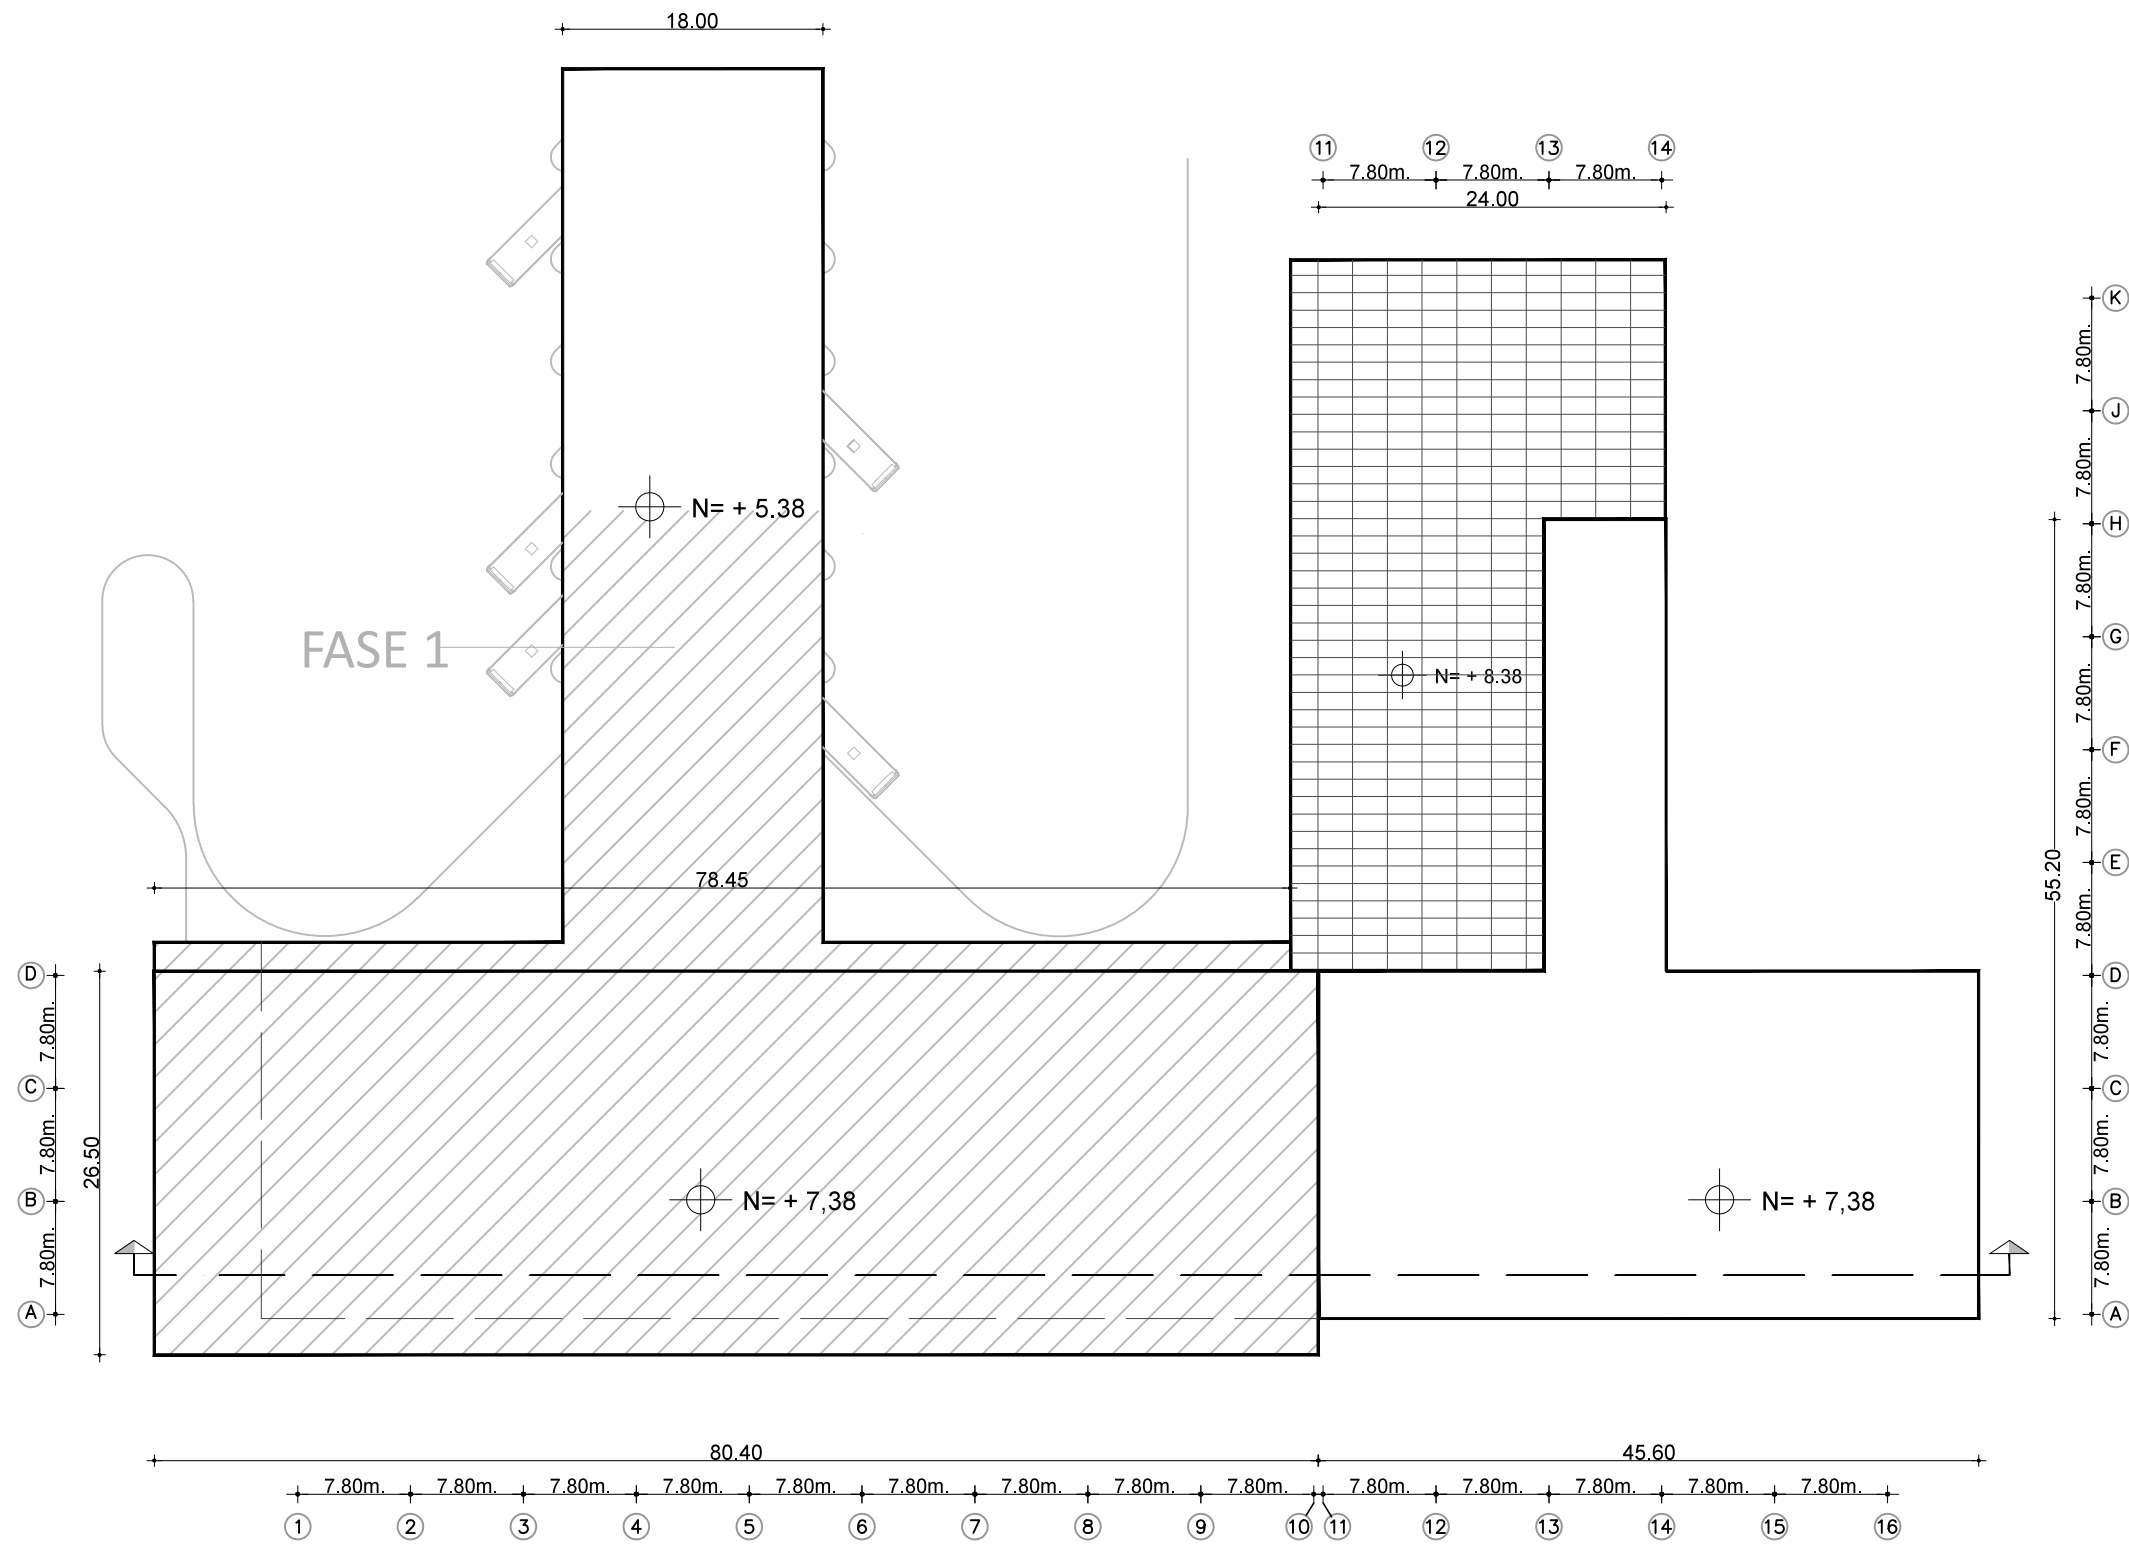 18.00
11 12 13 14
7.80m. 7.80m. 7.80m.
24.00
K
7.80m.
J
7.80m.
N= + 5.38
H
7.80m.
FASE 1
G
N= + 8.38
7.80m.
F
7.80m.
E
78.45
55.20
7.80m.
D D
7.80m. 7.80m.
C C
26.50
7.80m. 7.80m.
B B
N= + 7,38 N= + 7,38
7.80m. 7.80m.
A A
80.40 45.60
7.80m. 7.80m. 7.80m. 7.80m. 7.80m. 7.80m. 7.80m. 7.80m. 7.80m. 7.80m. 7.80m. 7.80m. 7.80m. 7.80m.
1 2 3 4 5 6 7 8 9 10 11 12 13 14 15 16